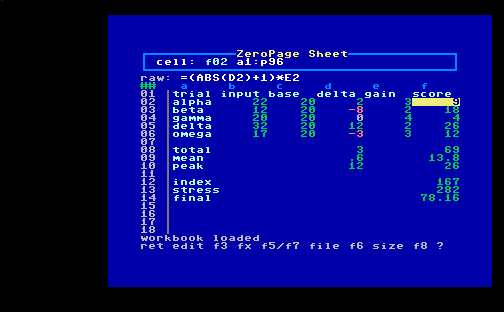 ZeroPage Sheet
cell: f02 a1:p96
raw: =(ABS(D2)+1)*E2
## a b c d e f
01 trial input base delta gain score
02 alpha 22 20 2 3 9
03 beta 12 20 -8 2 18
04 gamma 20 20 0 4 4
05 delta 32 20 12 2 26
06 omega 17 20 -3 3 12
07
08 total 3 69
09 mean .6 13.8
10 peak 12 26
11
12 index 167
13 stress 282
14 final 78.16
15
16
17
18
workbook loaded
ret edit f3 fx f5/f7 file f6 size f8 ?